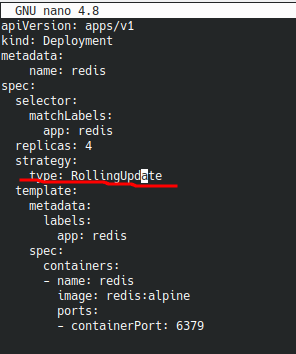 GNU nano 4.8
apiVersion: apps/v1
kind: Deployment
metadata:
    name: redis
spec:
  selector:
    matchLabels:
      app: redis
  replicas: 4
  strategy:
    type: RollingUpdate
  template:
    metadata:
      labels:
        app: redis
    spec:
      containers:
      - name: redis
        image: redis:alpine
        ports:
        - containerPort: 6379